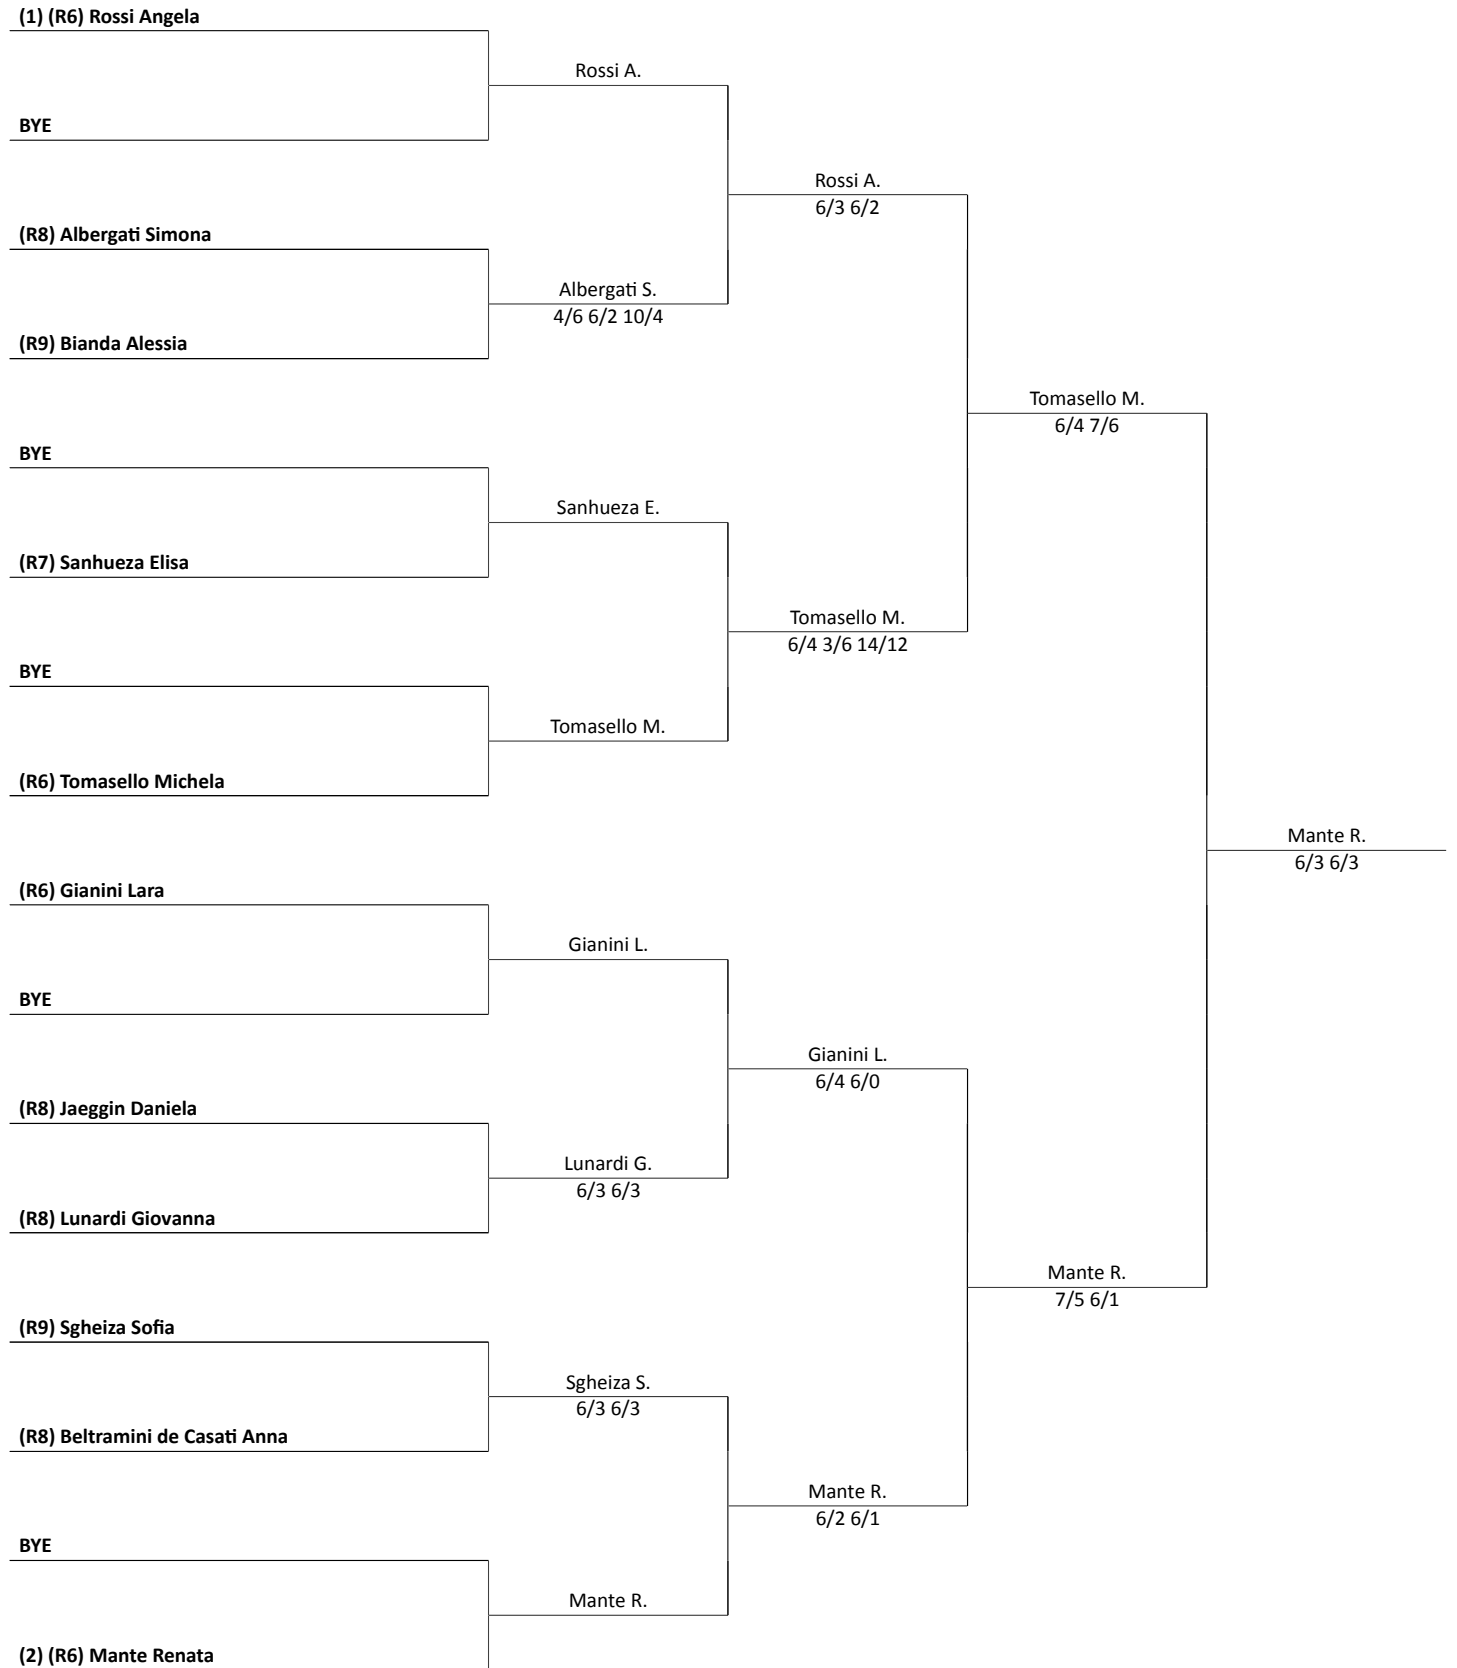 (1) (R6) Rossi Angela
Rossi A.
BYE
Rossi A.
6/3 6/2
(R8) Albergati Simona
Albergati S.
4/6 6/2 10/4
(R9) Bianda Alessia
Tomasello M.
6/4 7/6
BYE
Sanhueza E.
(R7) Sanhueza Elisa
Tomasello M.
6/4 3/6 14/12
BYE
Tomasello M.
(R6) Tomasello Michela
Mante R.
6/3 6/3
(R6) Gianini Lara
Gianini L.
BYE
Gianini L.
6/4 6/0
(R8) Jaeggin Daniela
Lunardi G.
6/3 6/3
(R8) Lunardi Giovanna
Mante R.
7/5 6/1
(R9) Sgheiza Sofia
Sgheiza S.
6/3 6/3
(R8) Beltramini de Casati Anna
Mante R.
6/2 6/1
BYE
Mante R.
(2) (R6) Mante Renata